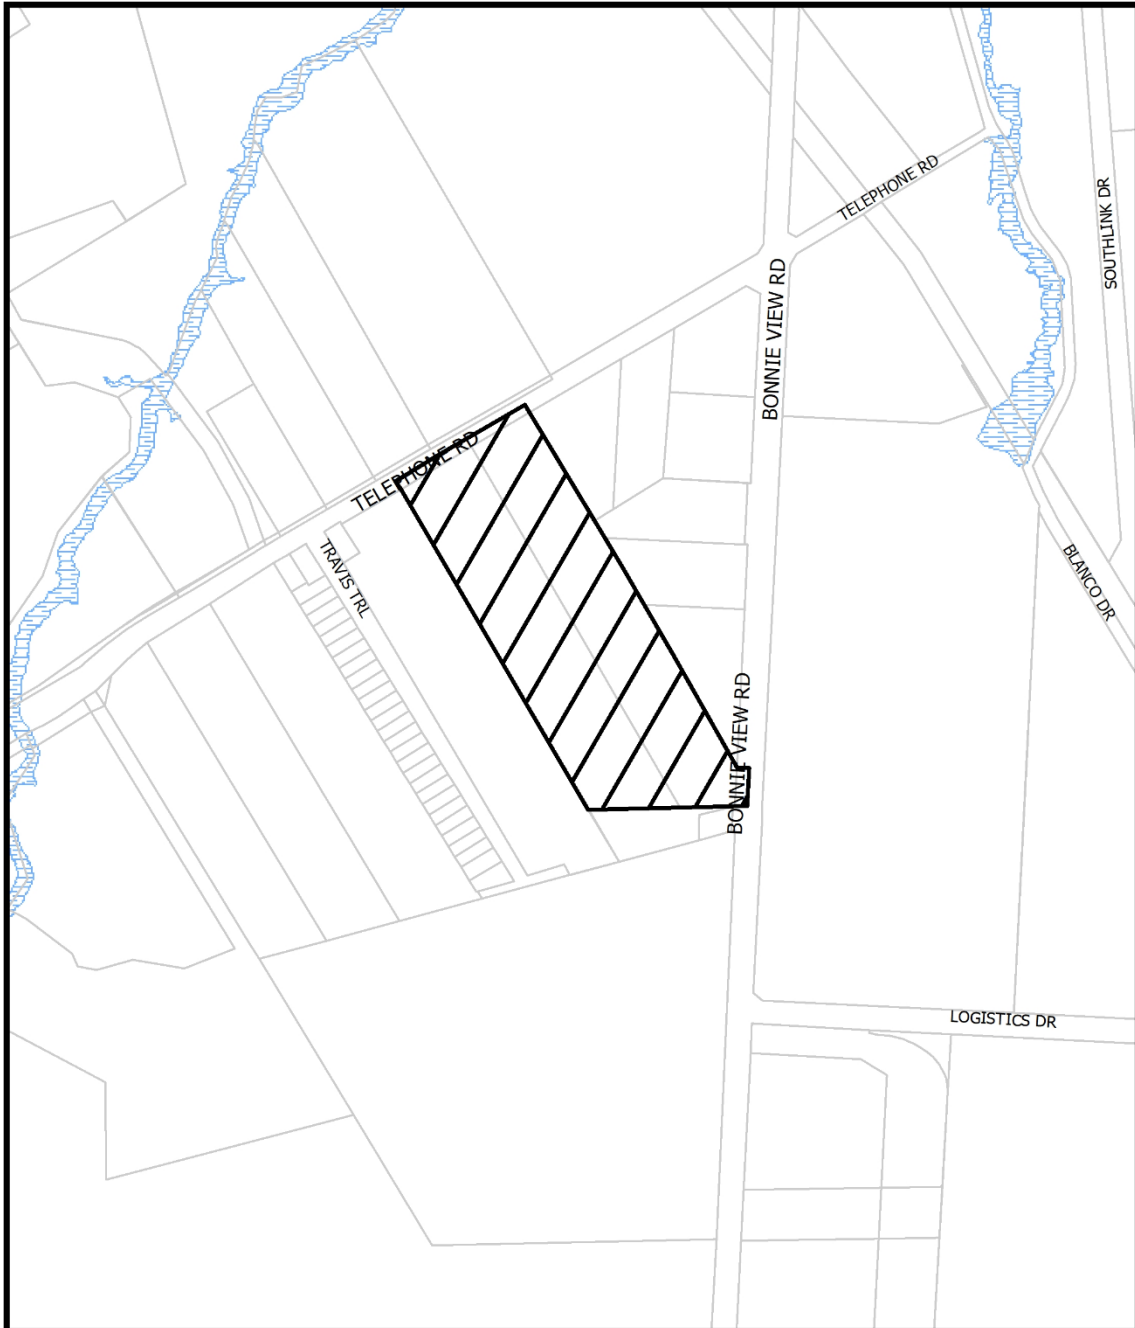 TELEPHONE RD
SOUTHLINK DR
BONNIE VIEW RD
TELEPHONE RD
TRAVIS TRL
BLANCO DR
BONNIE VIEW RD
LOGISTICS DR